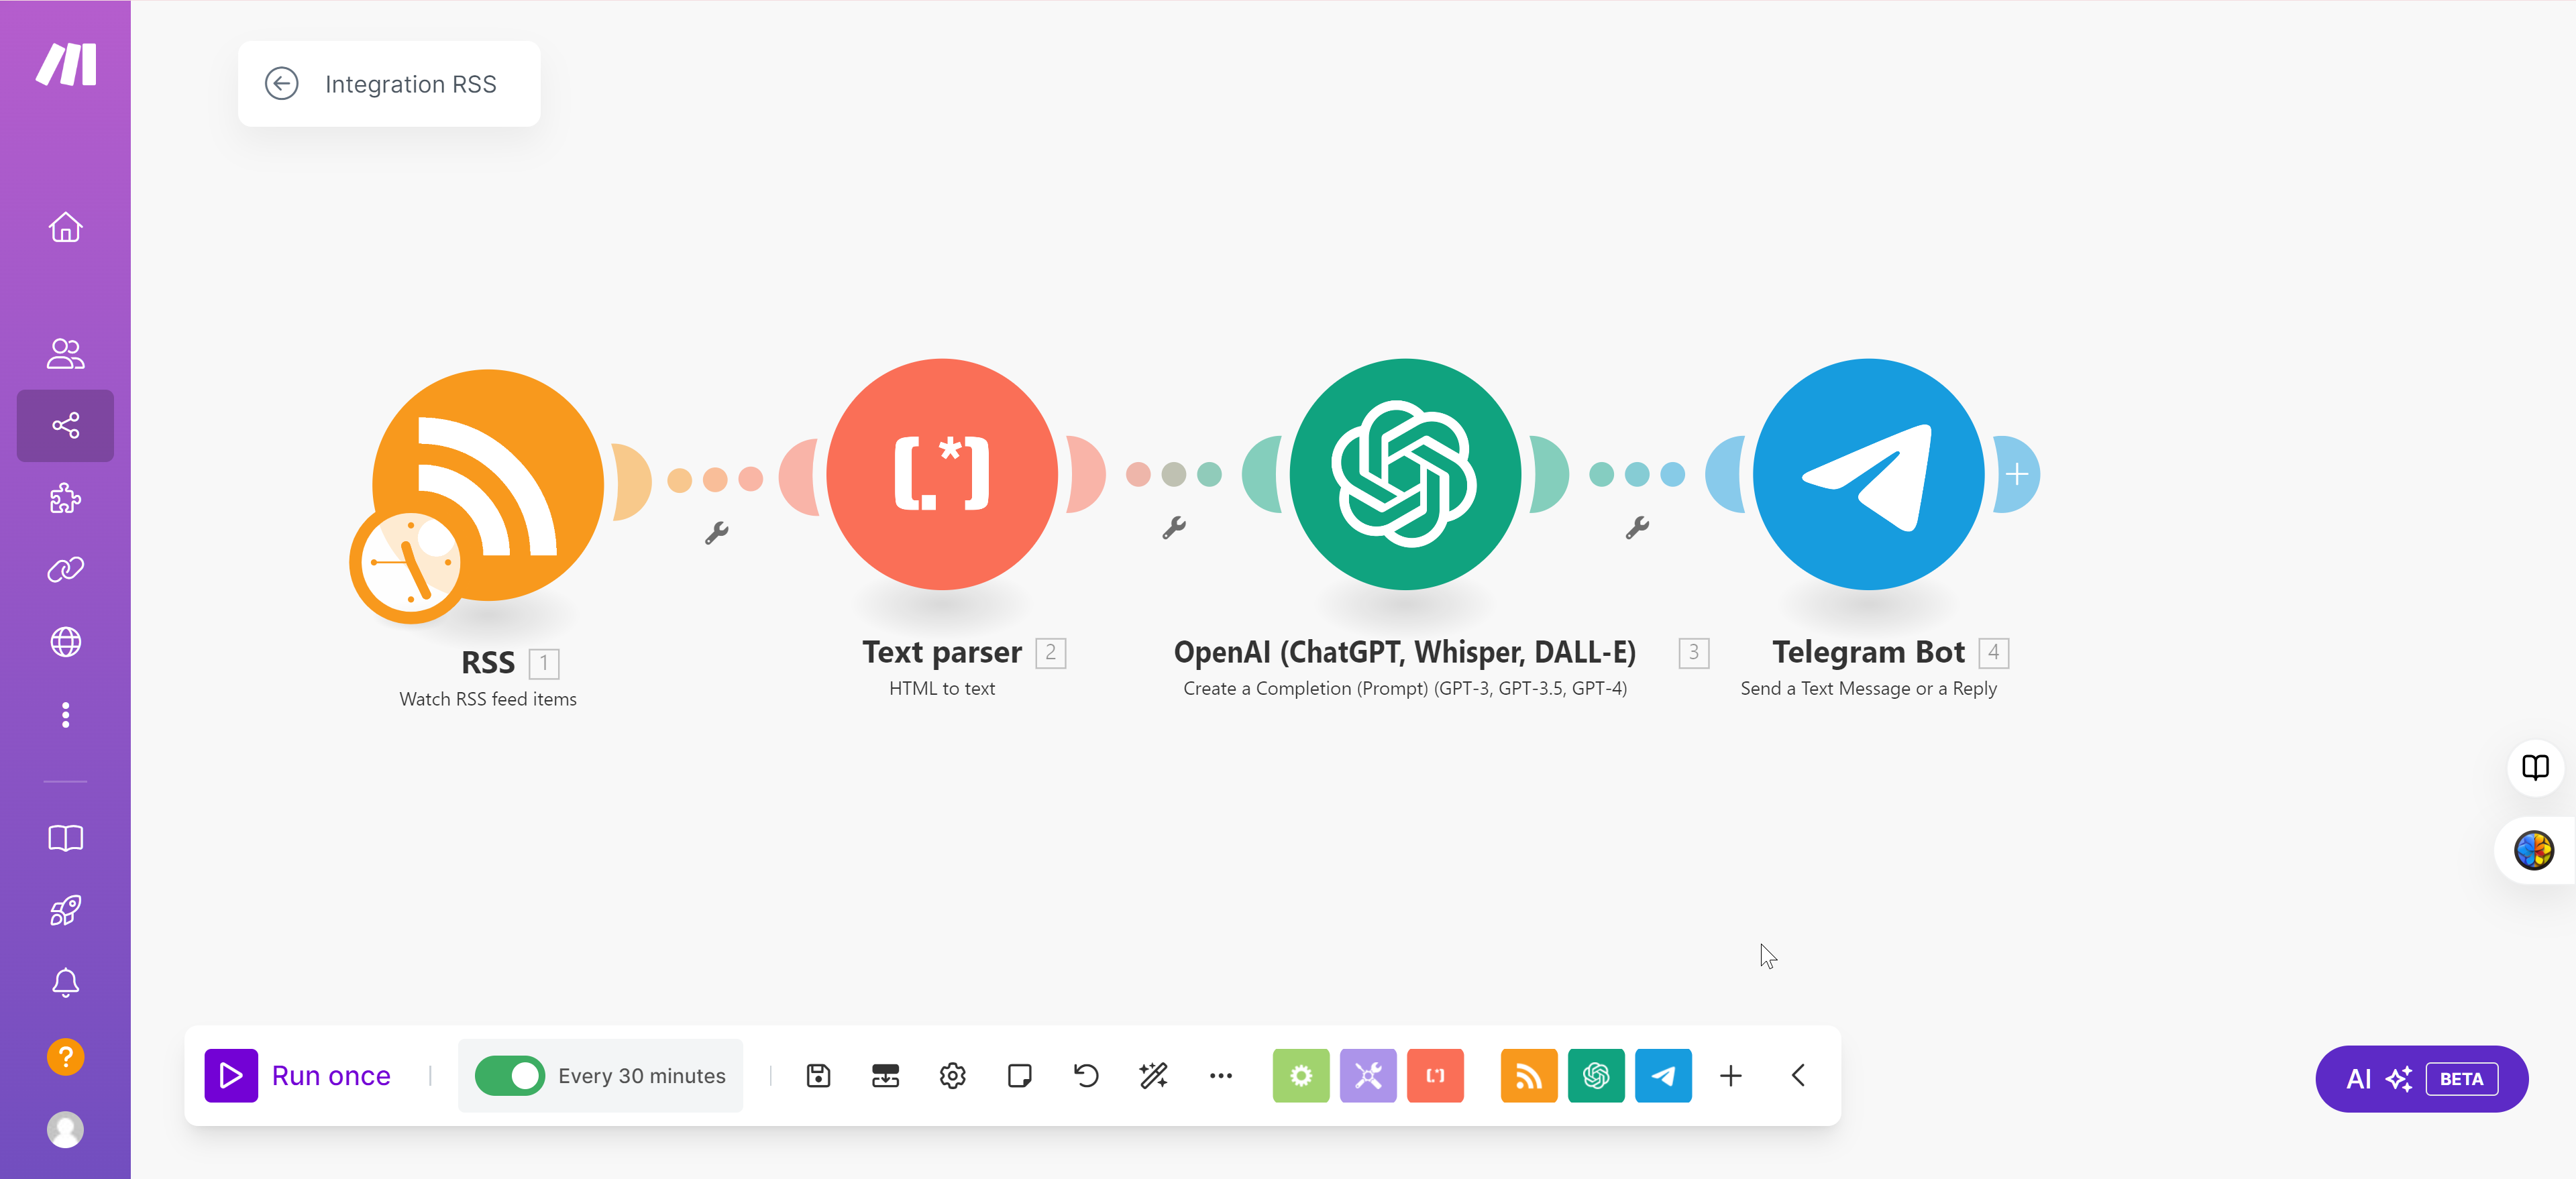 Integration RSS
RSS 1
Watch RSS feed items
Text parser 2
HTML to text
OpenAI (ChatGPT, Whisper, DALL-E) 3
Create a Completion (Prompt) (GPT-3, GPT-3.5, GPT-4)
Telegram Bot 4
Send a Text Message or a Reply
Run once
Every 30 minutes
AI BETA